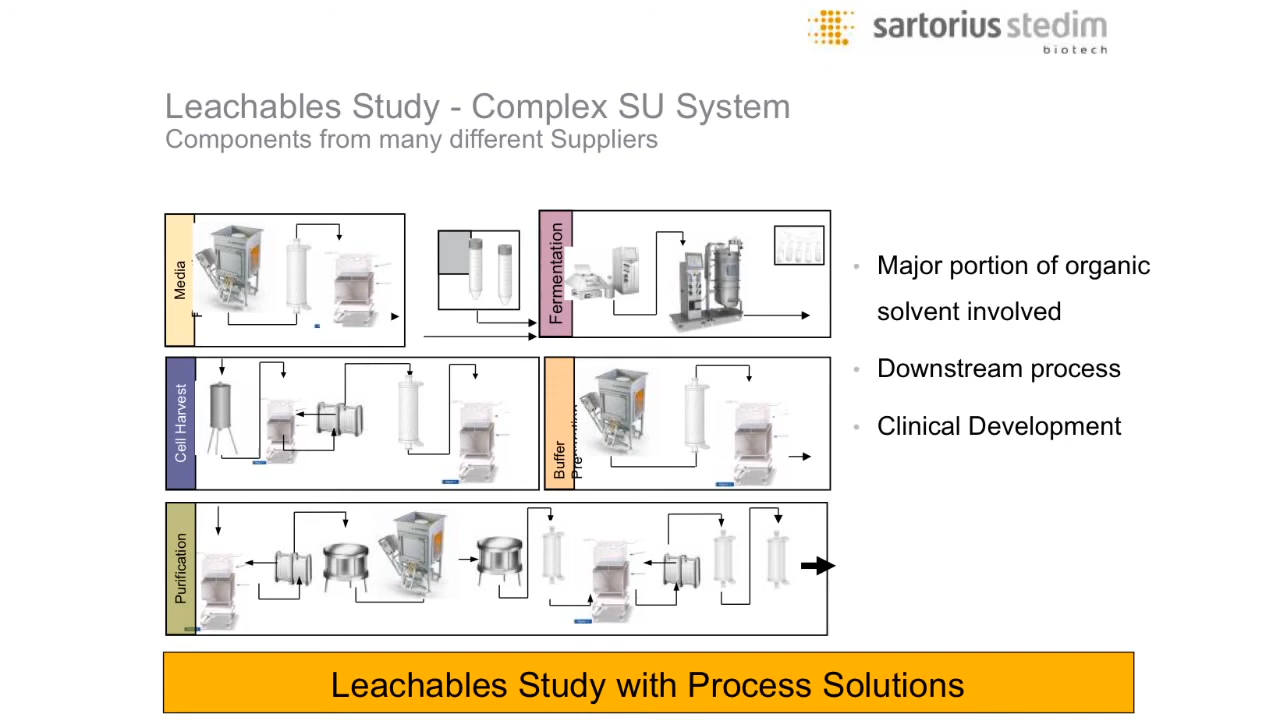 sartorius stedim
biotech
Leachables Study - Complex SU System
Components from many different Suppliers
Media
F
Fermentation
Cell Harvest
Buffer
Purification
• Major portion of organic
solvent involved
• Downstream process
• Clinical Development
Leachables Study with Process Solutions